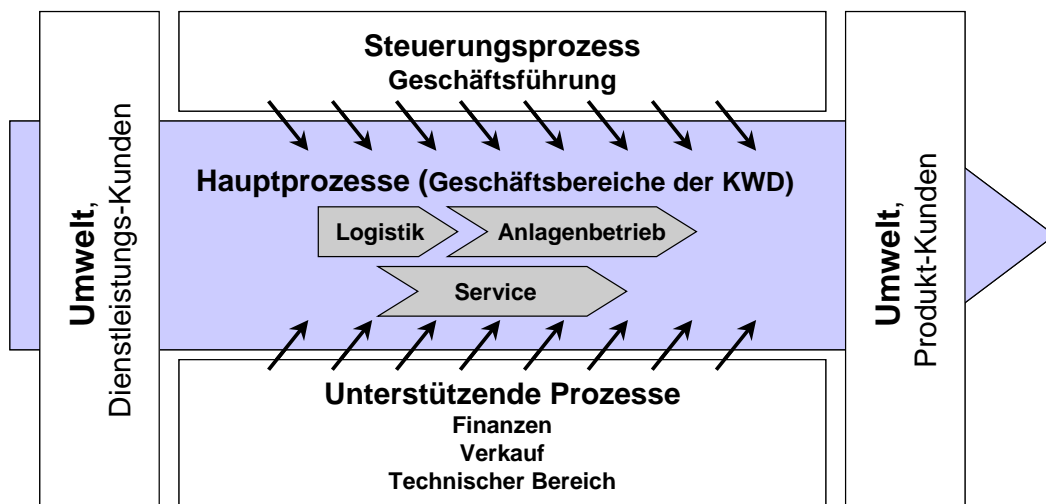 Umwelt,
Dienstleistungs-Kunden
Steuerungsprozess
Geschäftsführung
Hauptprozesse (Geschäftsbereiche der KWD)
Logistik
Anlagenbetrieb
Service
Unterstützende Prozesse
Finanzen
Verkauf
Technischer Bereich
Umwelt,
Produkt-Kunden